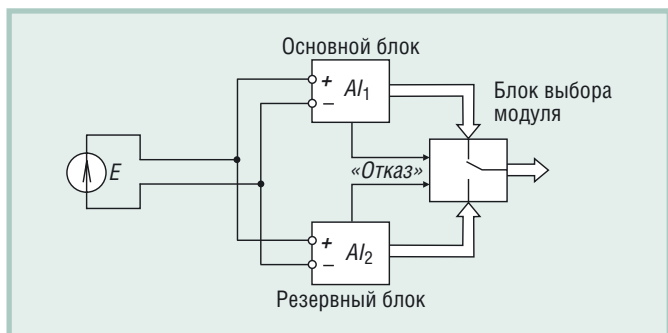 Основной блок
+
AI1
–
Блок выбора
модуля
E
«Отказ»
+
AI2
–
Резервный блок